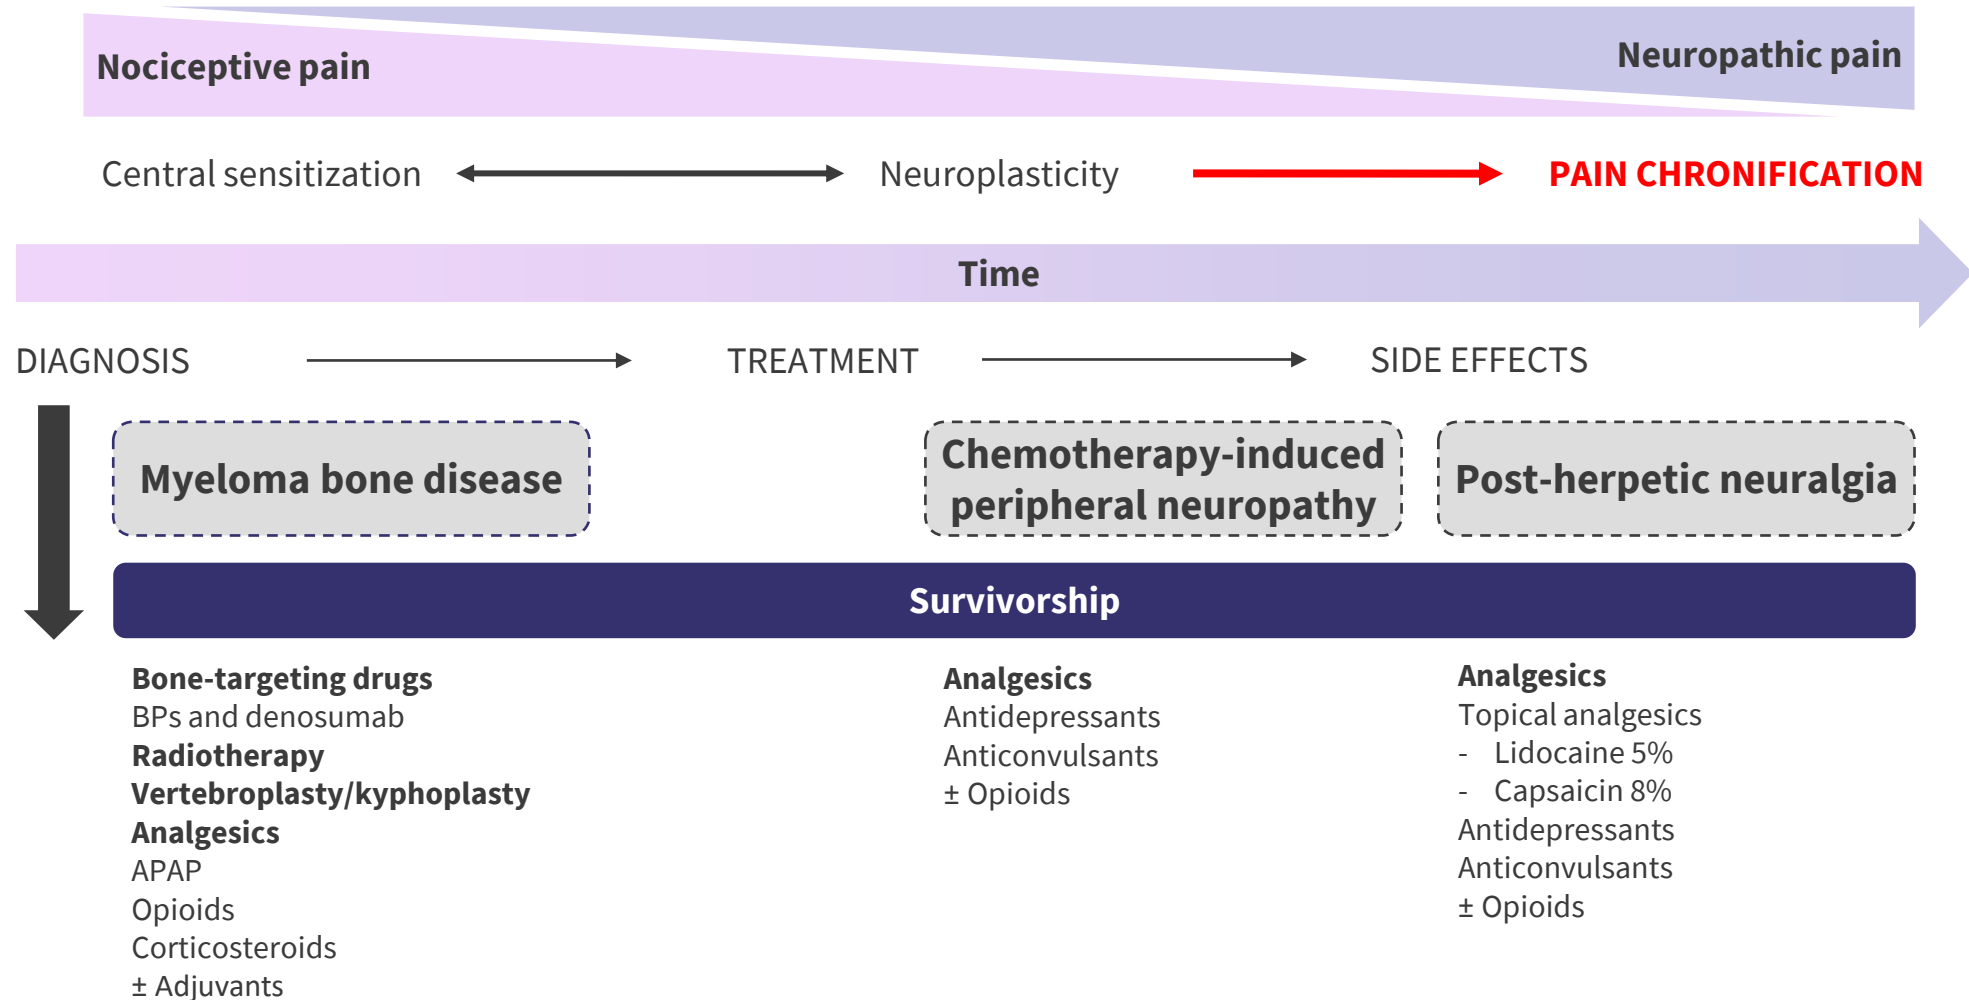 Nociceptive pain
Neuropathic pain
Central sensitization
Neuroplasticity
PAIN CHRONIFICATION
Time
DIAGNOSIS
TREATMENT
SIDE EFFECTS
Myeloma bone disease
Chemotherapy-induced
peripheral neuropathy
Post-herpetic neuralgia
Survivorship
Bone-targeting drugs
BPs and denosumab
Radiotherapy
Vertebroplasty/kyphoplasty
Analgesics
APAP
Opioids
Corticosteroids
± Adjuvants
Analgesics
Antidepressants
Anticonvulsants
± Opioids
Analgesics
Topical analgesics
- Lidocaine 5%
- Capsaicin 8%
Antidepressants
Anticonvulsants
± Opioids